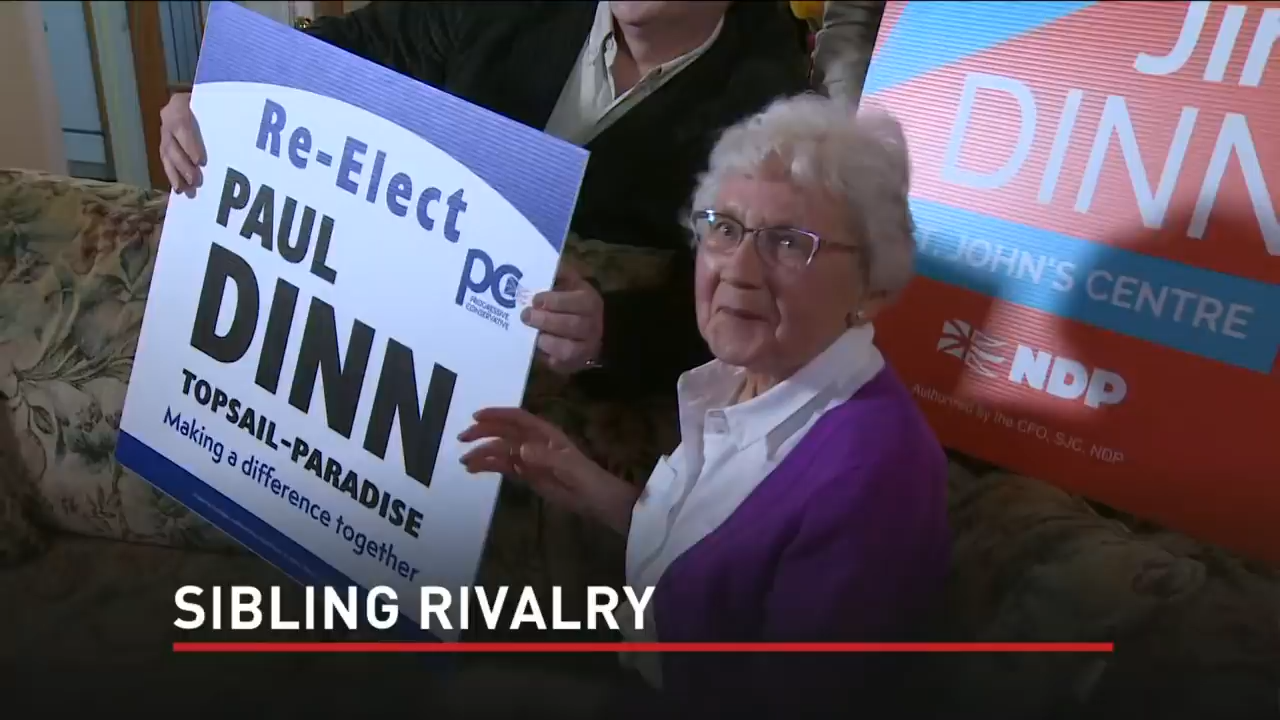 Re-Elect
PAUL
DINN
pc
PROGRESSIVE
CONSERVATIVE
TOPSAIL-PARADISE
Making a difference together
DINN
JOHN'S CENTRE
NDP
Authorized by the CFO, SJC, NDP
SIBLING RIVALRY